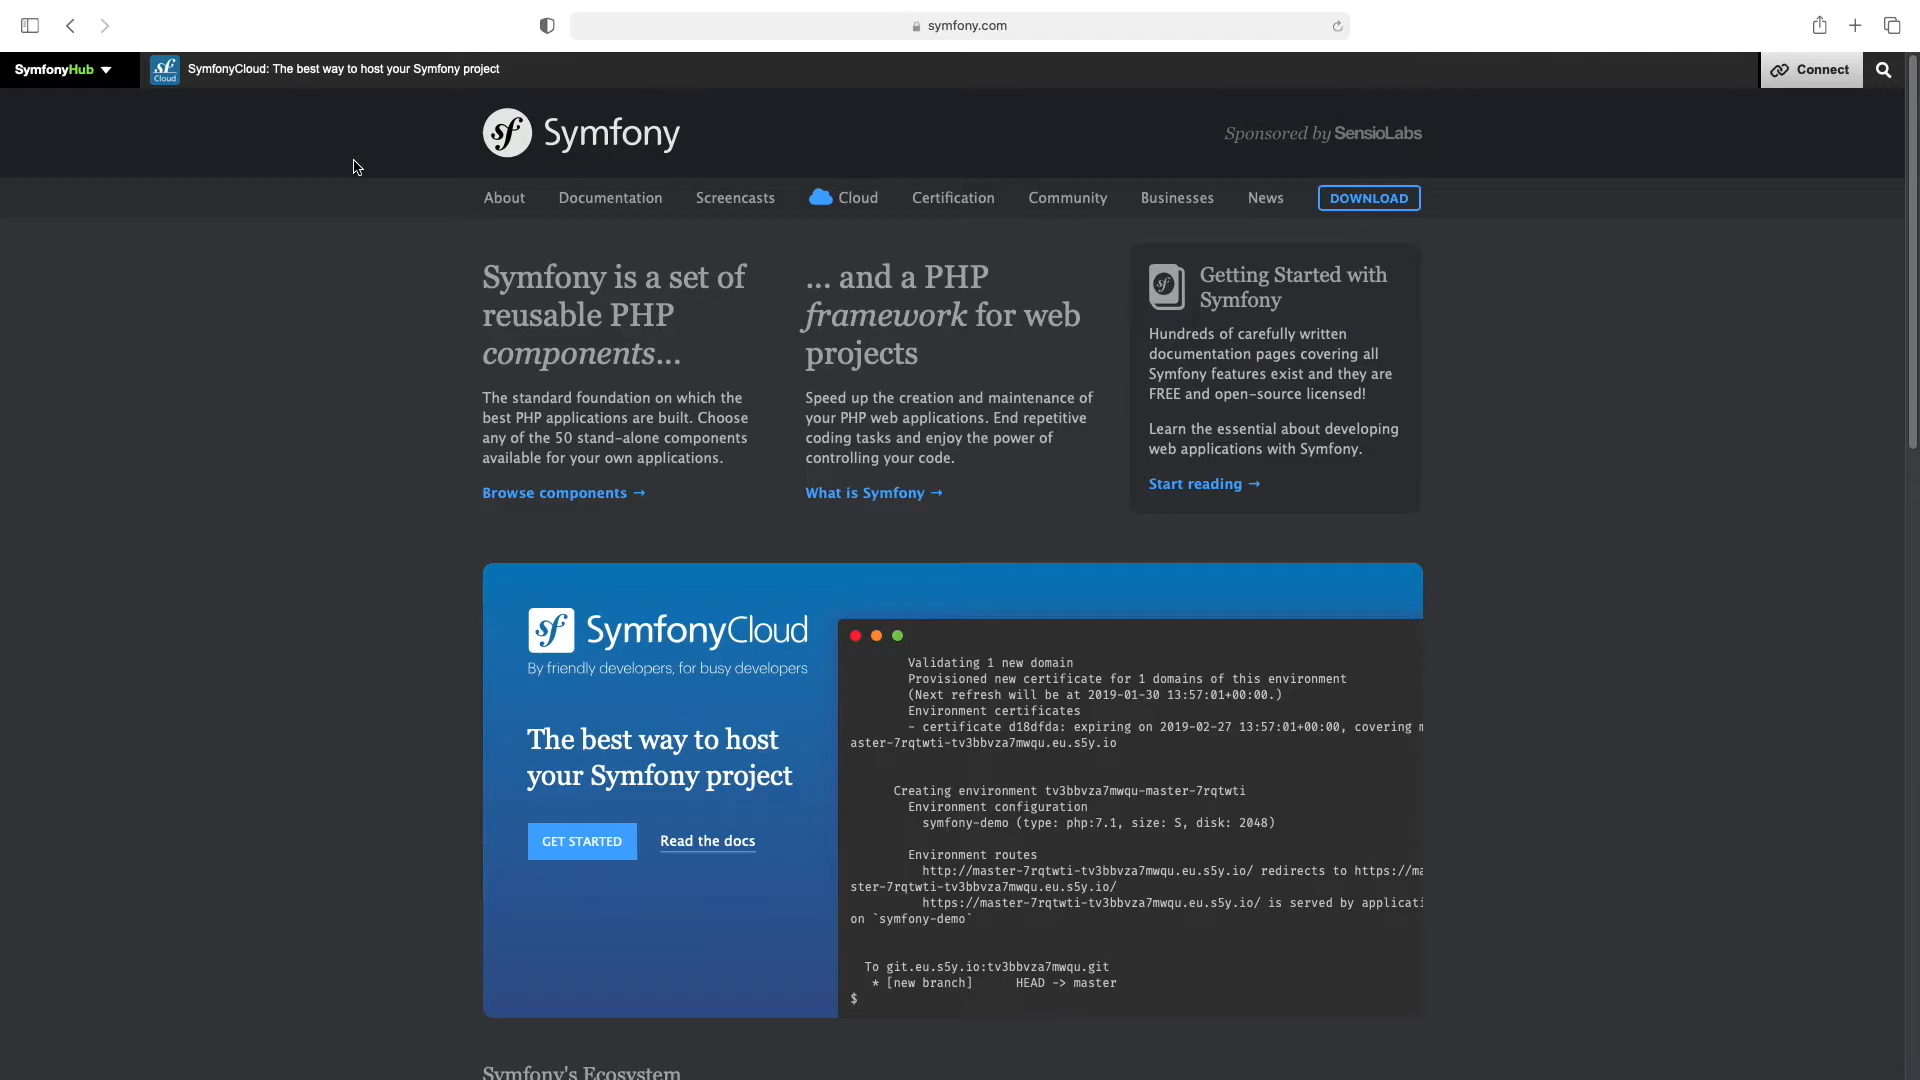 symfony.com
SymfonyHub
sf Cloud
SymfonyCloud: The best way to host your Symfony project
Connect
sf Symfony
Sponsored by SensioLabs
About
Documentation
Screencasts
Cloud
Certification
Community
Businesses
News
DOWNLOAD
Symfony is a set of
reusable PHP
components...
The standard foundation on which the
best PHP applications are built. Choose
any of the 50 stand-alone components
available for your own applications.
Browse components →
... and a PHP
framework for web
projects
Speed up the creation and maintenance of
your PHP web applications. End repetitive
coding tasks and enjoy the power of
controlling your code.
What is Symfony →
sf
Getting Started with
Symfony
Hundreds of carefully written
documentation pages covering all
Symfony features exist and they are
FREE and open-source licensed!
Learn the essential about developing
web applications with Symfony.
Start reading →
sf SymfonyCloud
By friendly developers, for busy developers
The best way to host
your Symfony project
GET STARTED
Read the docs
Validating 1 new domain
Provisioned new certificate for 1 domains of this environment
(Next refresh will be at 2019-01-30 13:57:01+00:00.)
Environment certificates
- certificate d18dfda: expiring on 2019-02-27 13:57:01+00:00, covering m
aster-7rqtwti-tv3bbvza7mwqu.eu.s5y.io
Creating environment tv3bbvza7mwqu-master-7rqtwti
Environment configuration
symfony-demo (type: php:7.1, size: S, disk: 2048)
Environment routes
http://master-7rqtwti-tv3bbvza7mwqu.eu.s5y.io/ redirects to https://ma
ster-7rqtwti-tv3bbvza7mwqu.eu.s5y.io/
https://master-7rqtwti-tv3bbvza7mwqu.eu.s5y.io/ is served by applicati
on `symfony-demo`
To git.eu.s5y.io:tv3bbvza7mwqu.git
* [new branch] HEAD -> master
$
Symfony's Ecosystem